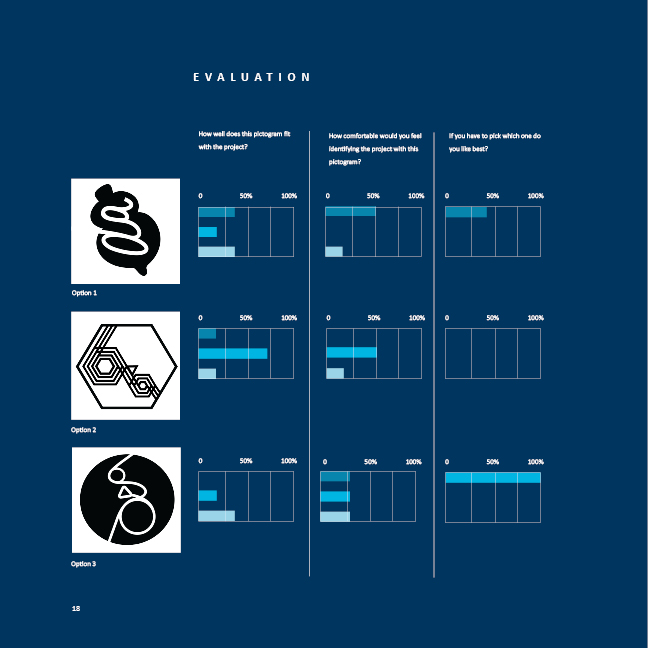 EVALUATION
How well does this pictogram fit
with the project?
How comfortable would you feel
identifying the project with this
pictogram?
If you have to pick which one do
you like best?
0 50% 100%
0 50% 100%
0 50% 100%
Option 1
0 50% 100%
0 50% 100%
0 50% 100%
Option 2
0 50% 100%
0 50% 100%
0 50% 100%
Option 3
18